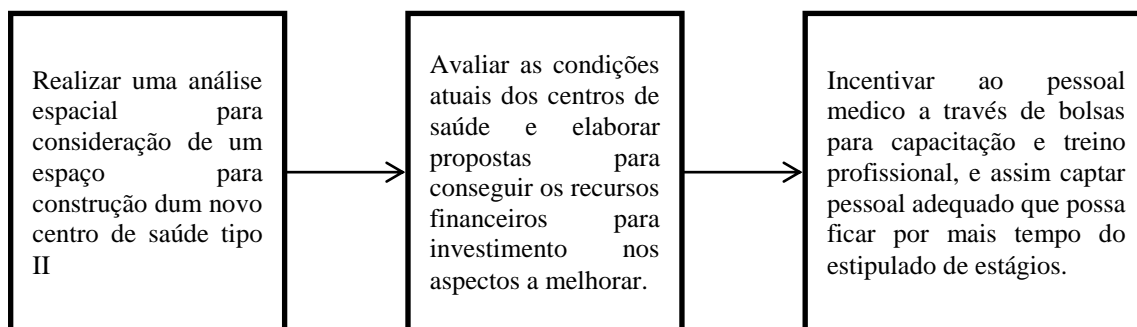 Realizar uma análise
espacial para
consideração de um
espaço para
construção dum novo
centro de saúde tipo
II
Avaliar as condições
atuais dos centros de
saúde e elaborar
propostas para
conseguir os recursos
financeiros para
investimento nos
aspectos a melhorar.
Incentivar ao pessoal
medico a través de bolsas
para capacitação e treino
profissional, e assim captar
pessoal adequado que possa
ficar por mais tempo do
estipulado de estágios.